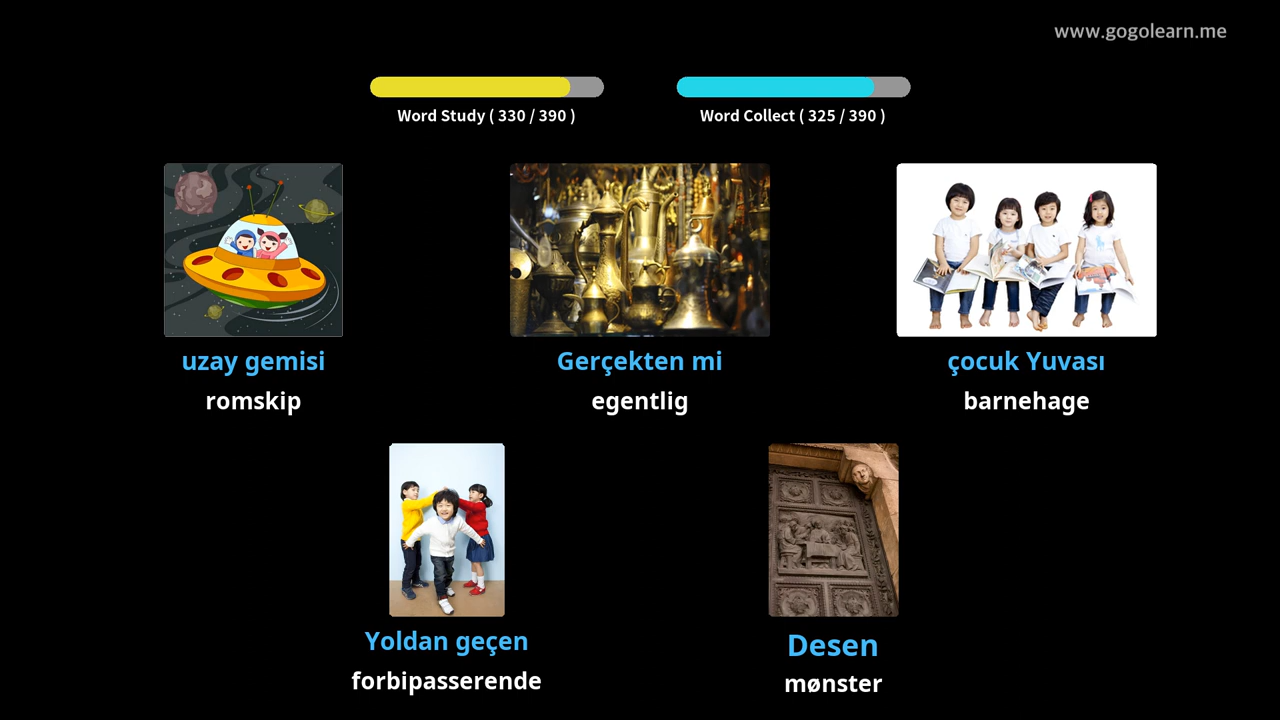 www.gogolearn.me
Word Study ( 330 / 390 )
Word Collect ( 325 / 390 )
uzay gemisi
romskip
Gerçekten mi
egentlig
çocuk Yuvası
barnehage
Yoldan geçen
forbipasserende
Desen
mønster